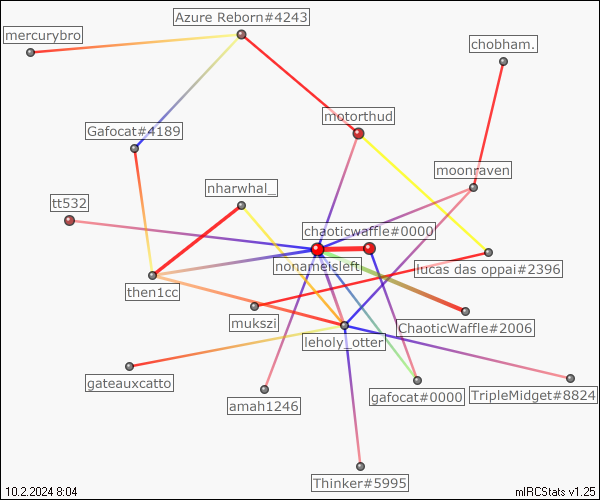 Azure Reborn#4243
mercurybro
chobham.
motorthud
Gafocat#4189
moonraven
nharwhal_
tt532
chaoticwaffle#0000
nonameisleft
lucas das oppai#2396
then1cc
mukszi
ChaoticWaffle#2006
leholy_otter
gateauxcatto
amah1246
gafocat#0000
TripleMidget#8824
Thinker#5995
10.2.2024 8:04
mIRCStats v1.25